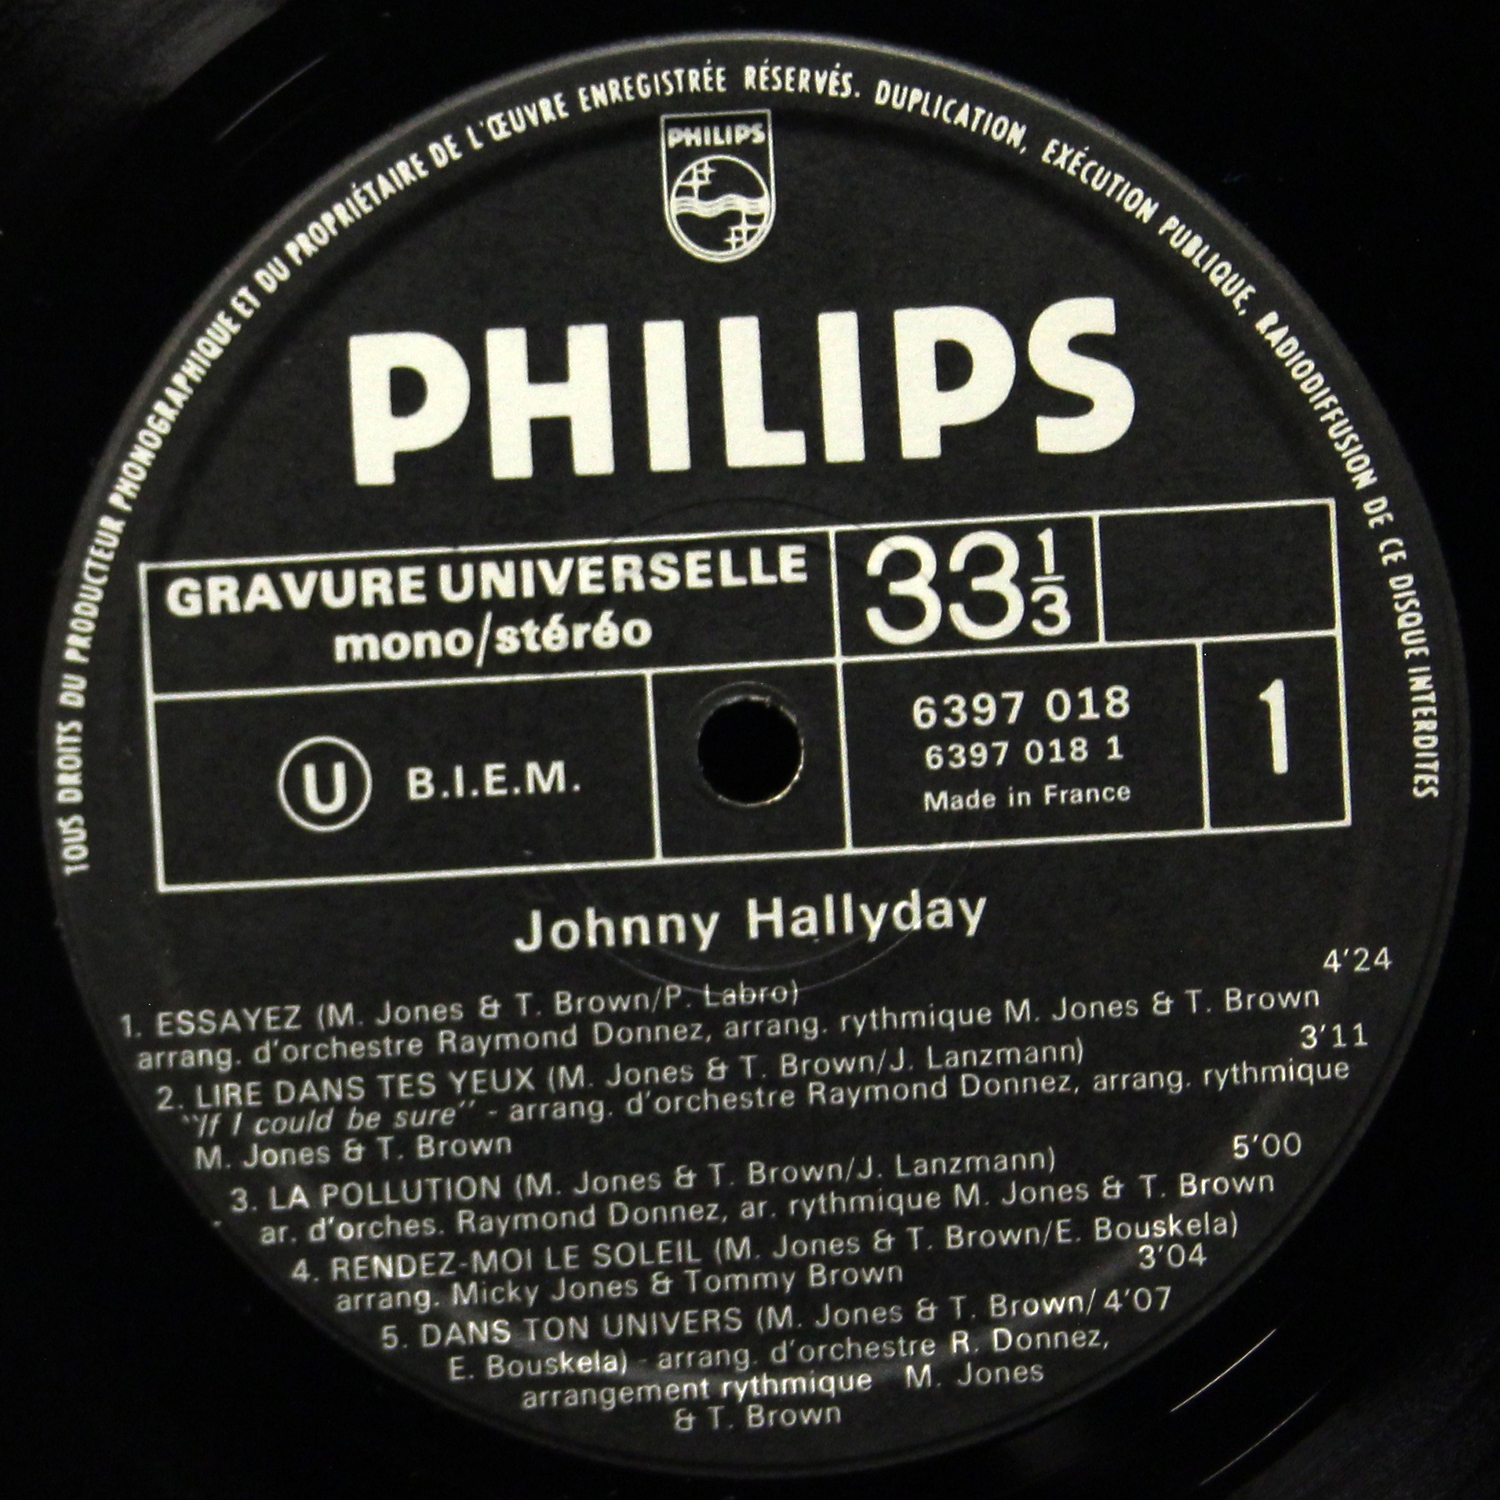 TOUS DROITS DU PRODUCTEUR PHONOGRAPHIQUE ET DU PROPRIÉTAIRE DE L'ŒUVRE ENREGISTRÉE RÉSERVÉS. DUPLICATION, EXÉCUTION PUBLIQUE, RADIODIFFUSION DE CE DISQUE INTERDITES
PHILIPS
PHILIPS
GRAVURE UNIVERSELLE
mono/stéréo
33 1/3
U B.I.E.M.
6397 018
6397 018 1
Made in France
1
Johnny Hallyday
1. ESSAYEZ (M. Jones & T. Brown/P. Labro) 4'24
arrang. d'orchestre Raymond Donnez, arrang. rythmique M. Jones & T. Brown
2. LIRE DANS TES YEUX (M. Jones & T. Brown/J. Lanzmann) 3'11
"If I could be sure" - arrang. d'orchestre Raymond Donnez, arrang. rythmique
M. Jones & T. Brown
3. LA POLLUTION (M. Jones & T. Brown/J. Lanzmann) 5'00
ar. d'orches. Raymond Donnez, ar. rythmique M. Jones & T. Brown
4. RENDEZ-MOI LE SOLEIL (M. Jones & T. Brown/E. Bouskela)
arrang. Micky Jones & Tommy Brown 3'04
5. DANS TON UNIVERS (M. Jones & T. Brown/ 4'07
E. Bouskela) - arrang. d'orchestre R. Donnez,
arrangement rythmique M. Jones
& T. Brown